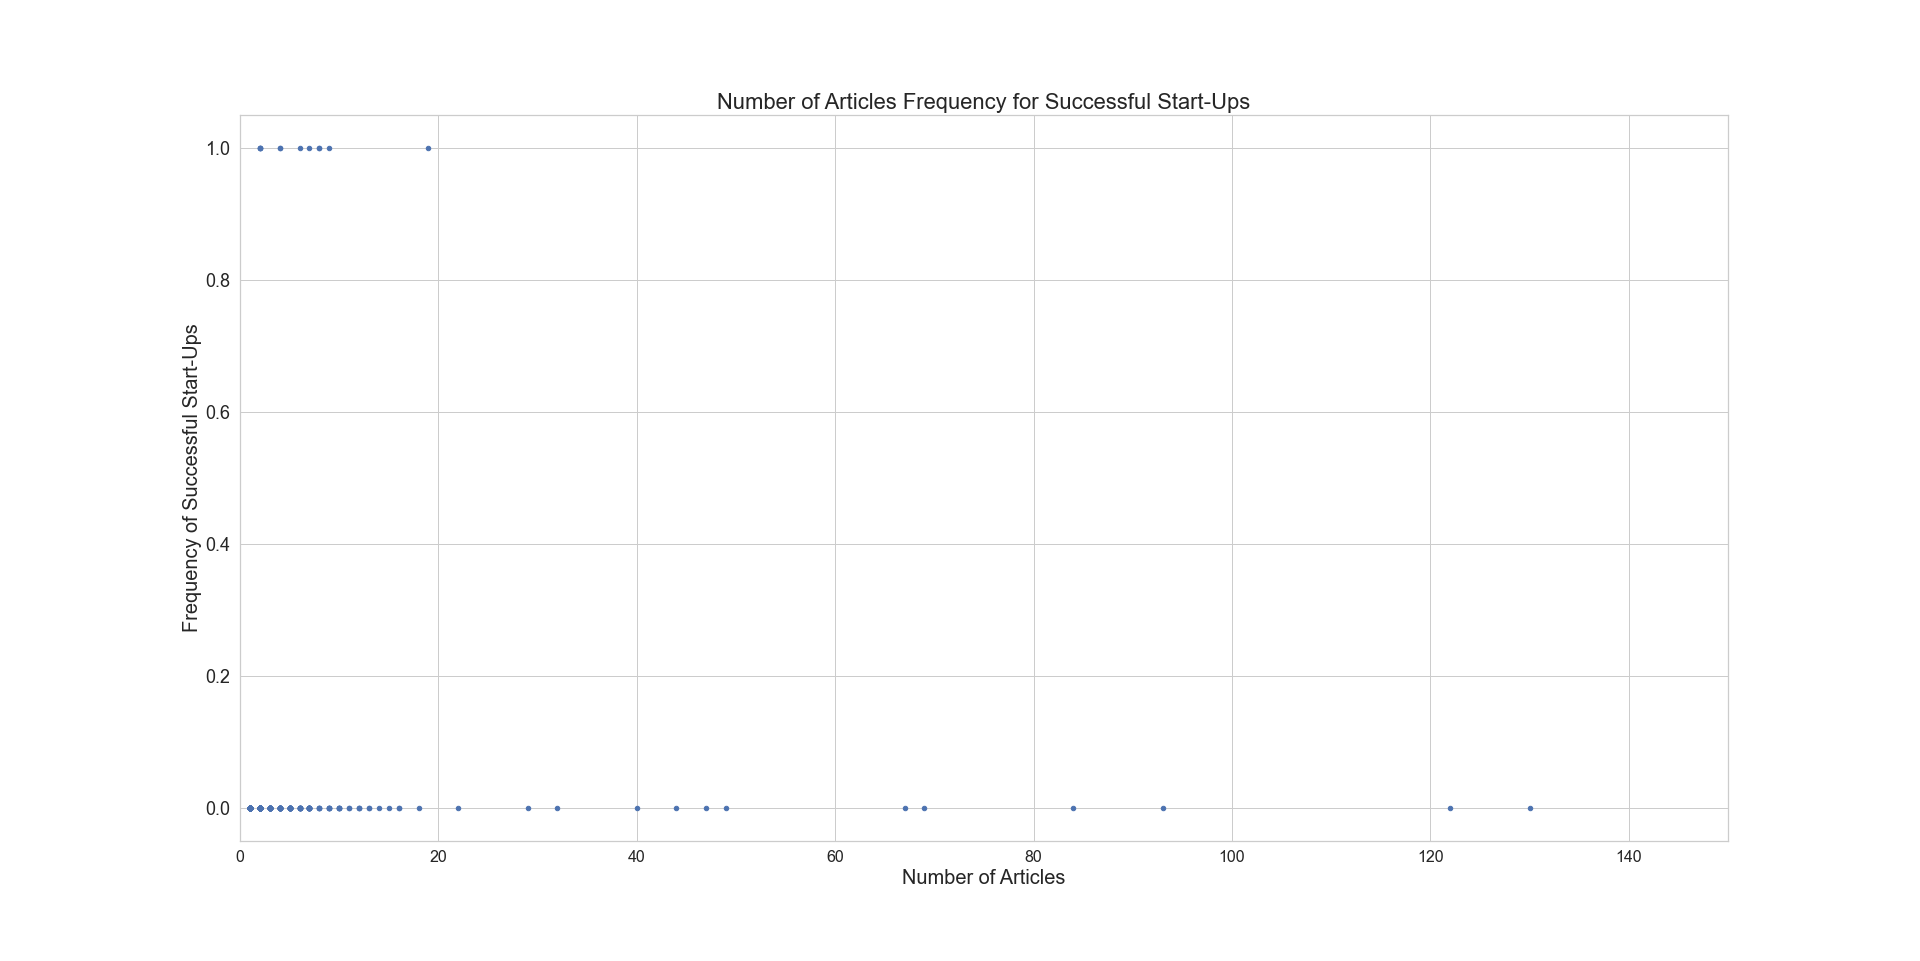 Number of Articles Frequency for Successful Start-Ups
1.0
0.8
0.6
0.4
0.2
0.0
Frequency of Successful Start-Ups
0 20 40 60 80 100 120 140
Number of Articles